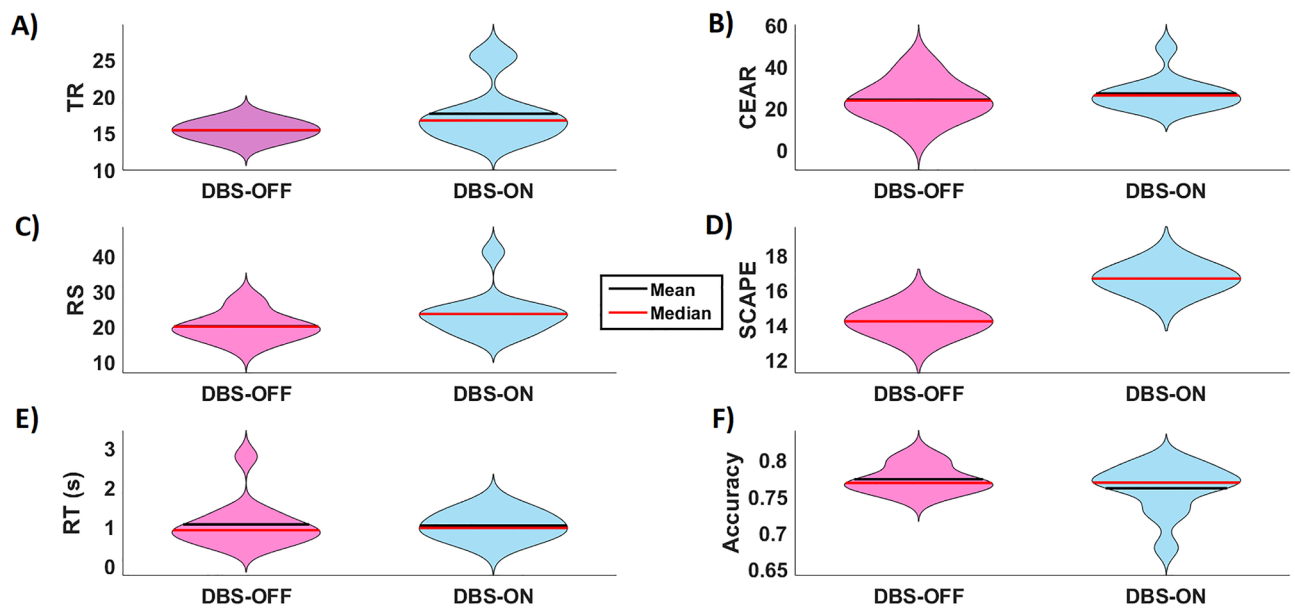 A)
TR
25
20
15
10
DBS-OFF
DBS-ON
B)
CEAR
60
40
20
0
DBS-OFF
DBS-ON
C)
RS
40
30
20
10
DBS-OFF
DBS-ON
Mean
Median
D)
SCAPE
18
16
14
12
DBS-OFF
DBS-ON
E)
RT (s)
3
2
1
0
DBS-OFF
DBS-ON
F)
Accuracy
0.8
0.75
0.7
0.65
DBS-OFF
DBS-ON